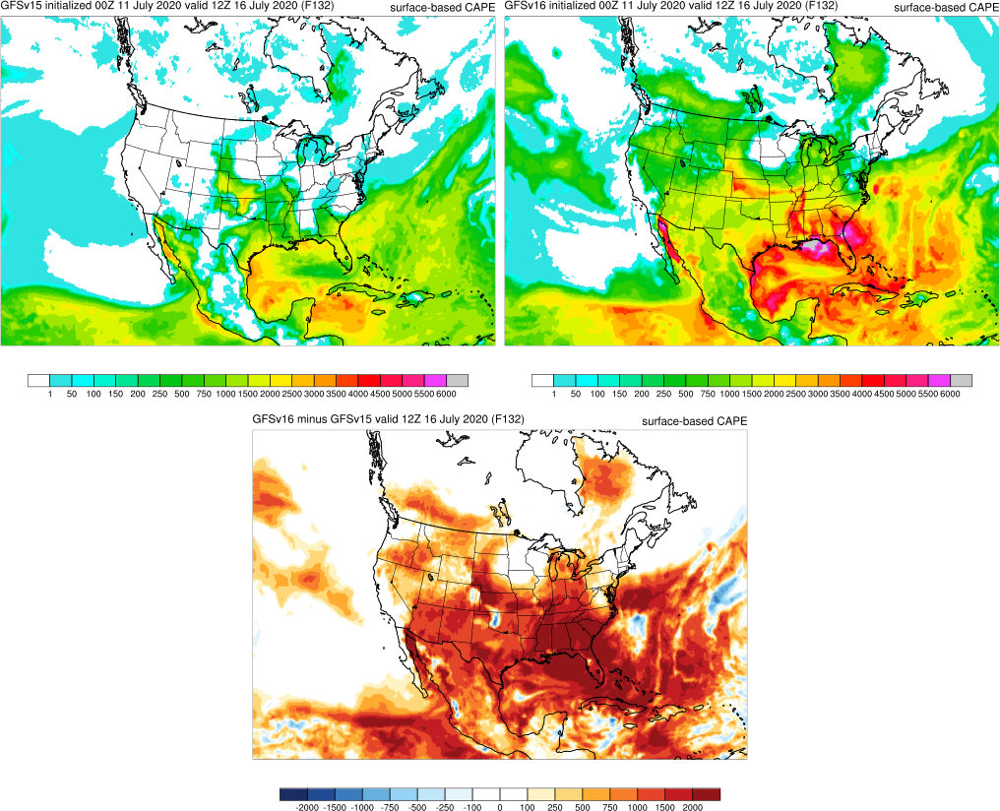 GFSv15 initialized 00Z 11 July 2020 valid 12Z 16 July 2020 (F132) surface-based CAPE
GFSv16 initialized 00Z 11 July 2020 valid 12Z 16 July 2020 (F132) surface-based CAPE
1 50 100 150 200 250 500 750 1000 1500 2000 2500 3000 3500 4000 4500 5000 5500 6000
1 50 100 150 200 250 500 750 1000 1500 2000 2500 3000 3500 4000 4500 5000 5500 6000
GFSv16 minus GFSv15 valid 12Z 16 July 2020 (F132) surface-based CAPE
-2000 -1500 -1000 -750 -500 -250 -100 0 100 250 500 750 1000 1500 2000